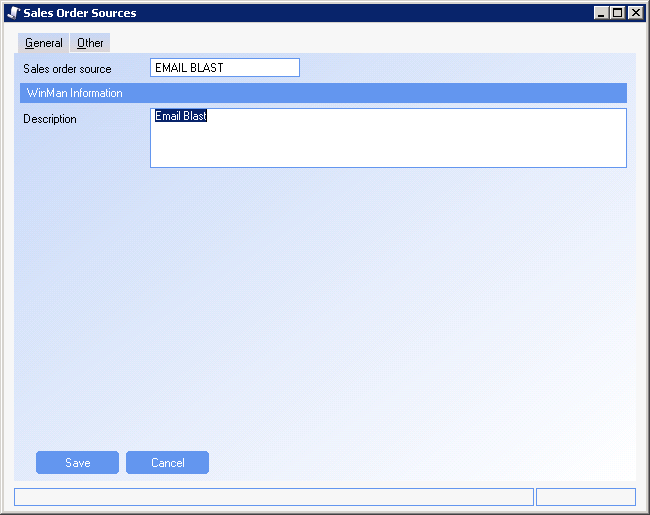 Sales Order Sources
General Other
Sales order source EMAIL BLAST
WinMan Information
Description Email Blast
Save Cancel